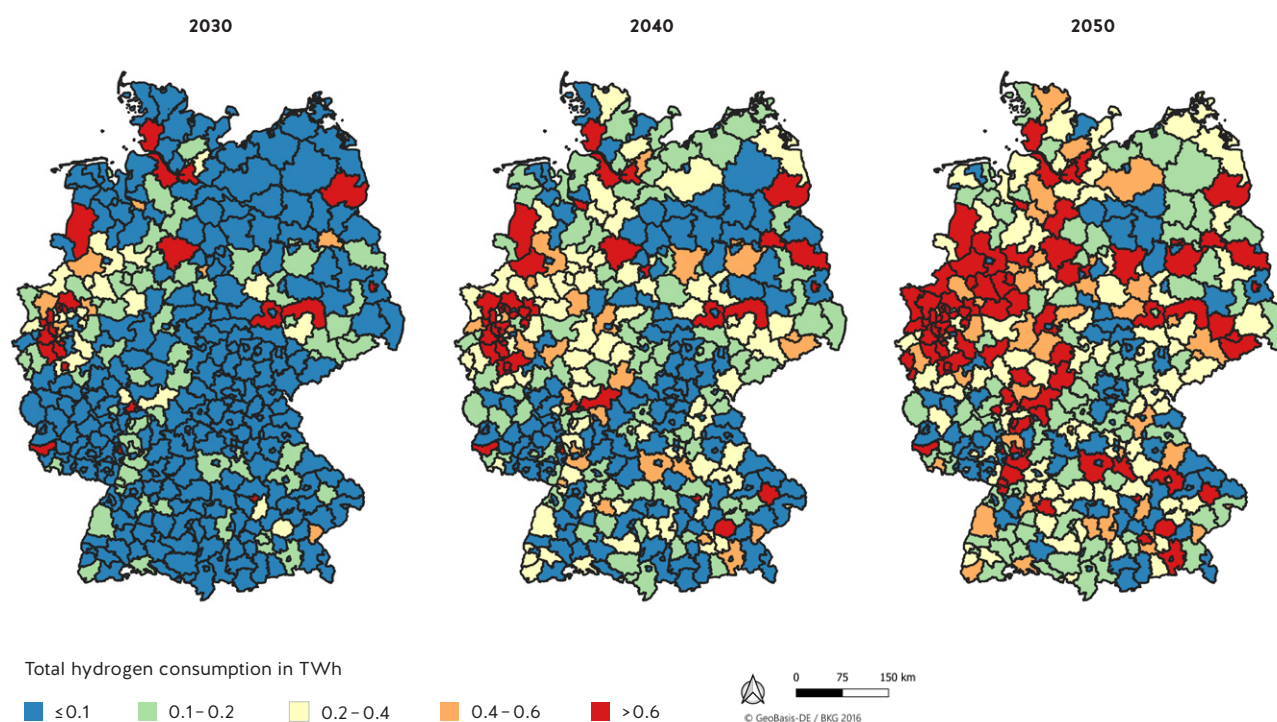 2030 2040 2050
Total hydrogen consumption in TWh
≤ 0.1 0.1 – 0.2 0.2 – 0.4 0.4 – 0.6 > 0.6
0 75 150 km
© GeoBasis-DE / BKG 2016